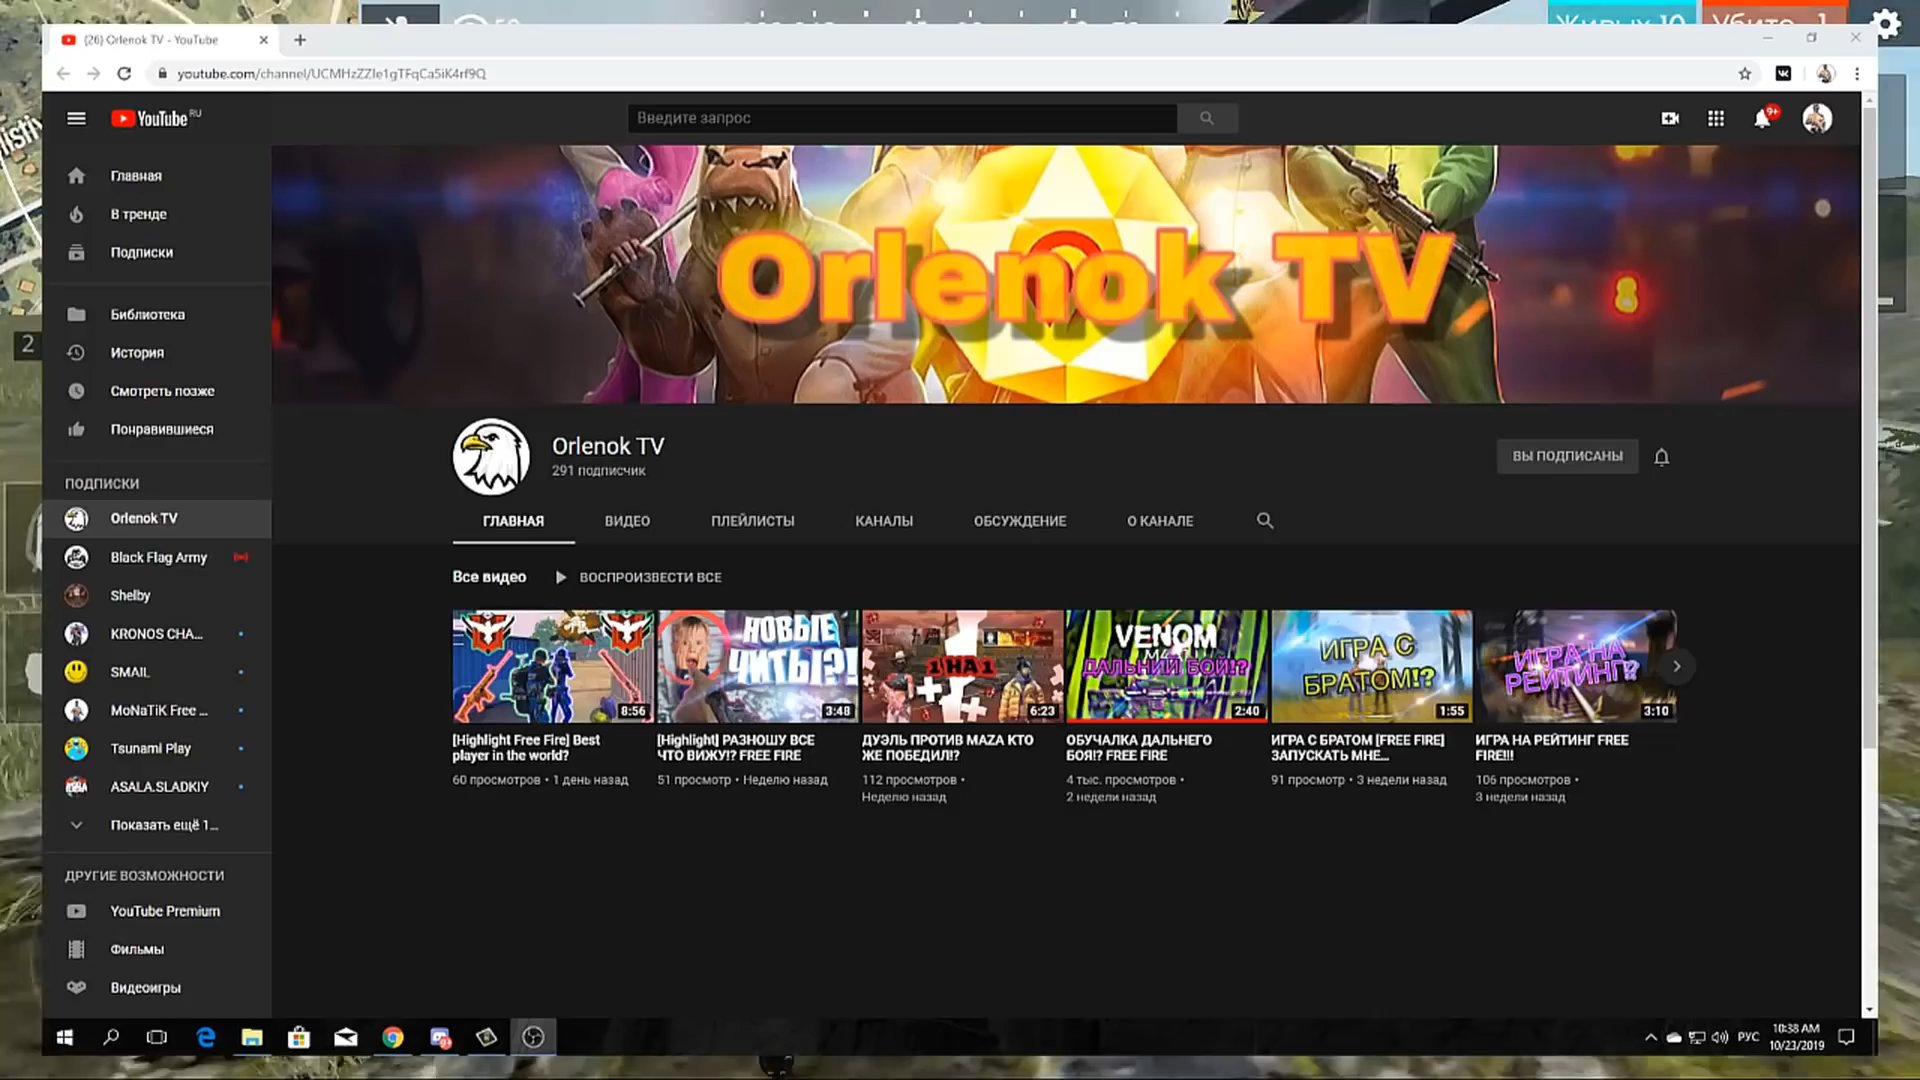 Живых 10
Убито 1
(26) Orlenok TV - YouTube
youtube.com/channel/UCMHzZZle1gTFqCa5iK4rf9Q
YouTube RU
Введите запрос
9+
Главная
В тренде
Подписки
Библиотека
История
Смотреть позже
Понравившиеся
ПОДПИСКИ
Orlenok TV
Black Flag Army
Shelby
KRONOS CHA...
SMAIL
MoNaTiK Free ...
Tsunami Play
ASALA.SLADKIY
Показать ещё 1...
ДРУГИЕ ВОЗМОЖНОСТИ
YouTube Premium
Фильмы
Видеоигры
2
Orlenok TV
8
Orlenok TV
291 подписчик
ВЫ ПОДПИСАНЫ
ГЛАВНАЯ
ВИДЕО
ПЛЕЙЛИСТЫ
КАНАЛЫ
ОБСУЖДЕНИЕ
О КАНАЛЕ
Все видео
ВОСПРОИЗВЕСТИ ВСЕ
8:56
[Highlight Free Fire] Best
player in the world?
60 просмотров • 1 день назад
НОВЫЕ
ЧИТЫ?!
3:48
[Highlight] РАЗНОШУ ВСЕ
ЧТО ВИЖУ!? FREE FIRE
51 просмотр • Неделю назад
1 НА 1
6:23
ДУЭЛЬ ПРОТИВ MAZA КТО
ЖЕ ПОБЕДИЛ!?
112 просмотров •
Неделю назад
VENOM
ДАЛЬНИЙ БОЙ!?
2:40
ОБУЧАЛКА ДАЛЬНЕГО
БОЯ!? FREE FIRE
4 тыс. просмотров •
2 недели назад
ИГРА С
БРАТОМ!?
1:55
ИГРА С БРАТОМ [FREE FIRE]
ЗАПУСКАТЬ МНЕ...
91 просмотр • 3 недели назад
ИГРА НА
РЕЙТИНГ!?
3:10
ИГРА НА РЕЙТИНГ FREE
FIRE!!!
106 просмотров •
3 недели назад
РУС
10:38 AM
10/23/2019